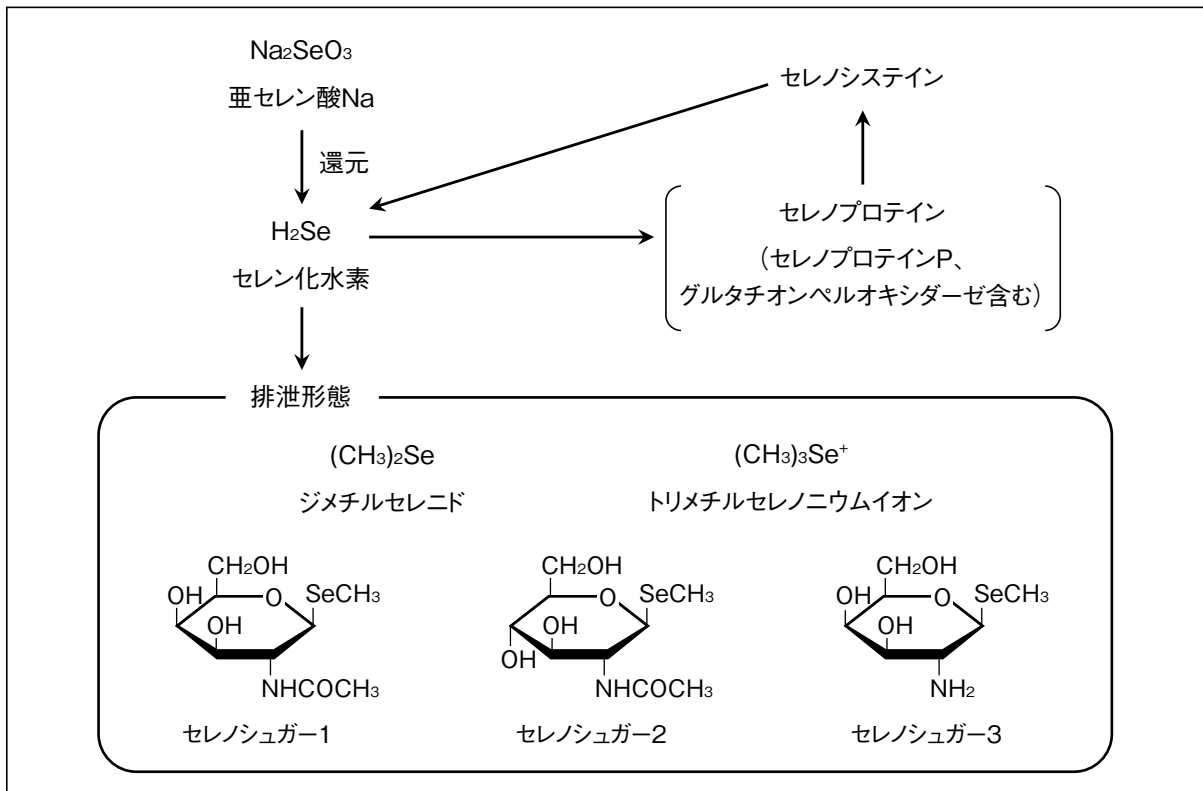 Na₂SeO₃
亜セレン酸Na
還元
H₂Se
セレン化水素
セレノシステイン
セレノプロテイン
（セレノプロテインP、
グルタチオンペルオキシダーゼ含む）
排泄形態
(CH₃)₂Se
ジメチルセレニド
(CH₃)₃Se⁺
トリメチルセレノニウムイオン
CH₂OH
OH
O
SeCH₃
OH
NHCOCH₃
セレノシュガー1
CH₂OH
O
SeCH₃
OH
OH
NHCOCH₃
セレノシュガー2
CH₂OH
OH
O
SeCH₃
OH
NH₂
セレノシュガー3